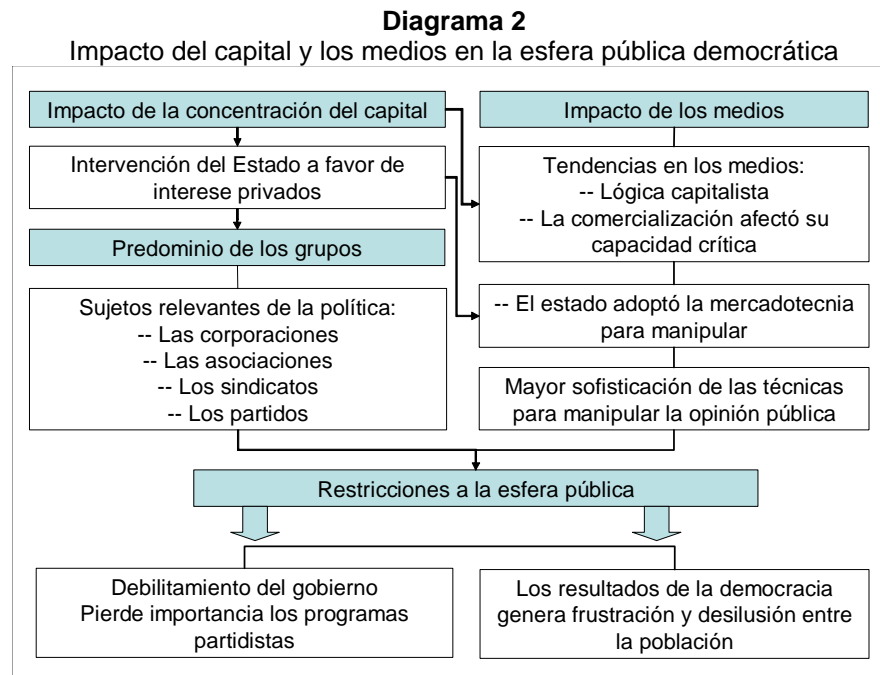 Diagrama 2
Impacto del capital y los medios en la esfera pública democrática
Impacto de la concentración del capital
Intervención del Estado a favor de
interese privados
Predominio de los grupos
Sujetos relevantes de la política:
-- Las corporaciones
-- Las asociaciones
-- Los sindicatos
-- Los partidos
Impacto de los medios
Tendencias en los medios:
-- Lógica capitalista
-- La comercialización afectó su
capacidad crítica
-- El estado adoptó la mercadotecnia
para manipular
Mayor sofisticación de las técnicas
para manipular la opinión pública
Restricciones a la esfera pública
Debilitamiento del gobierno
Pierde importancia los programas
partidistas
Los resultados de la democracia
genera frustración y desilusión entre
la población